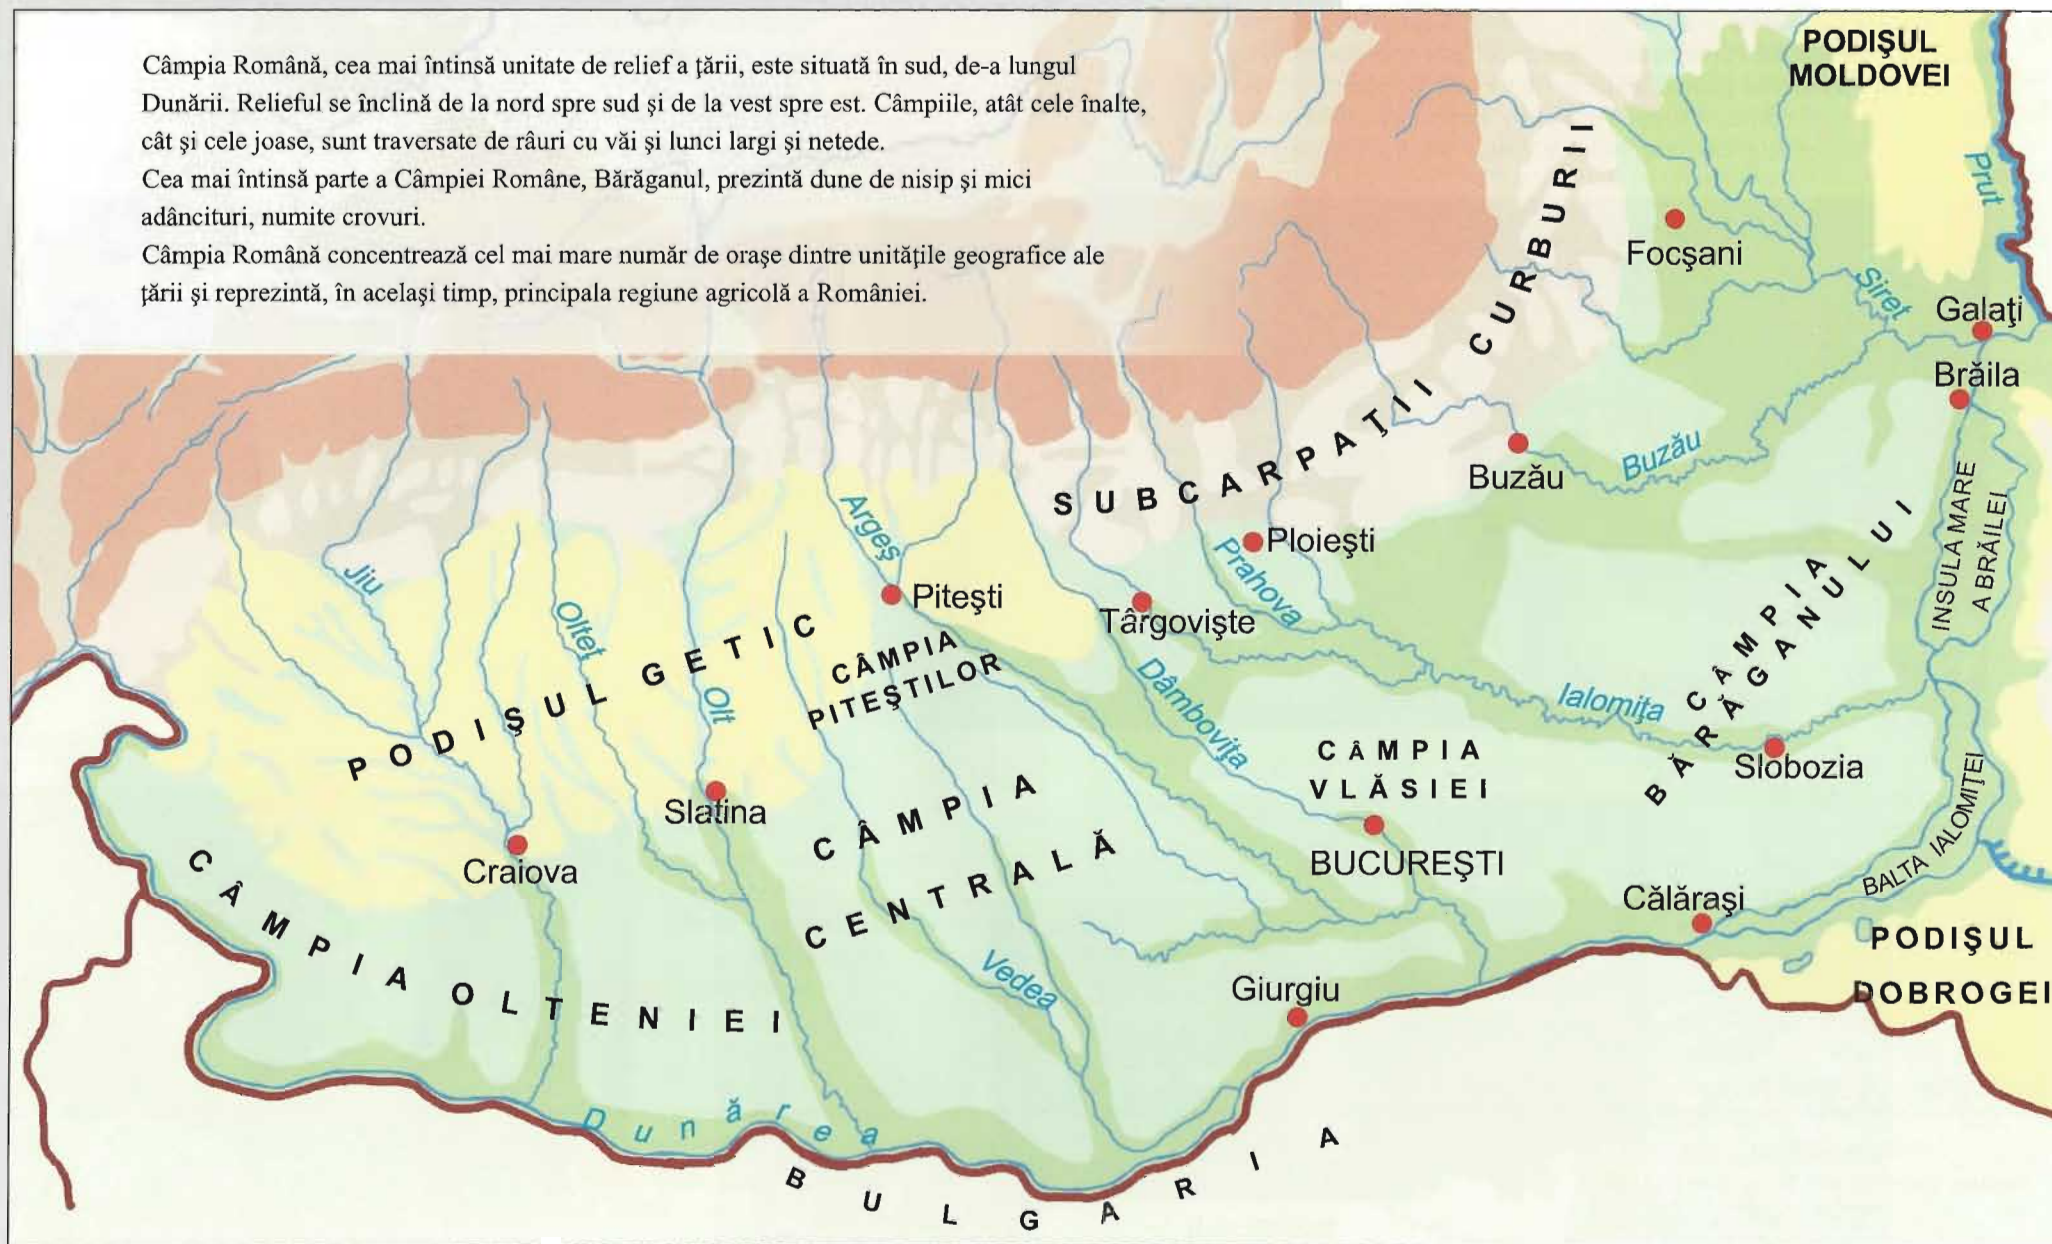 Câmpia Română, cea mai întinsă unitate de relief a ţării, este situată în sud, de-a lungul
Dunării. Relieful se înclină de la nord spre sud şi de la vest spre est. Câmpiile, atât cele înalte,
cât şi cele joase, sunt traversate de râuri cu văi şi lunci largi şi netede.
Cea mai întinsă parte a Câmpiei Române, Bărăganul, prezintă dune de nisip şi mici
adâncituri, numite crovuri.
Câmpia Română concentrează cel mai mare număr de oraşe dintre unităţile geografice ale
ţării şi reprezintă, în acelaşi timp, principala regiune agricolă a României.
PODIŞUL
MOLDOVEI
Prut
Focşani
Siret
Galaţi
Brăila
SUBCARPAŢII CURBURII
Buzău
Buzău
INSULA MARE
A BRĂILEI
Argeş
Ploieşti
Prahova
Jiu
Olteţ
Piteşti
Târgovişte
CÂMPIA
BĂRĂGANULUI
PODIŞUL GETIC
CÂMPIA
PITEŞTILOR
Olt
Dâmboviţa
Ialomiţa
CÂMPIA
VLĂSIEI
Slobozia
Slatina
CÂMPIA
CENTRALĂ
Craiova
BUCUREŞTI
BALTA IALOMIŢEI
Călăraşi
PODIŞUL
DOBROGEI
CÂMPIA OLTENIEI
Vedea
Giurgiu
Dunărea
BULGARIA